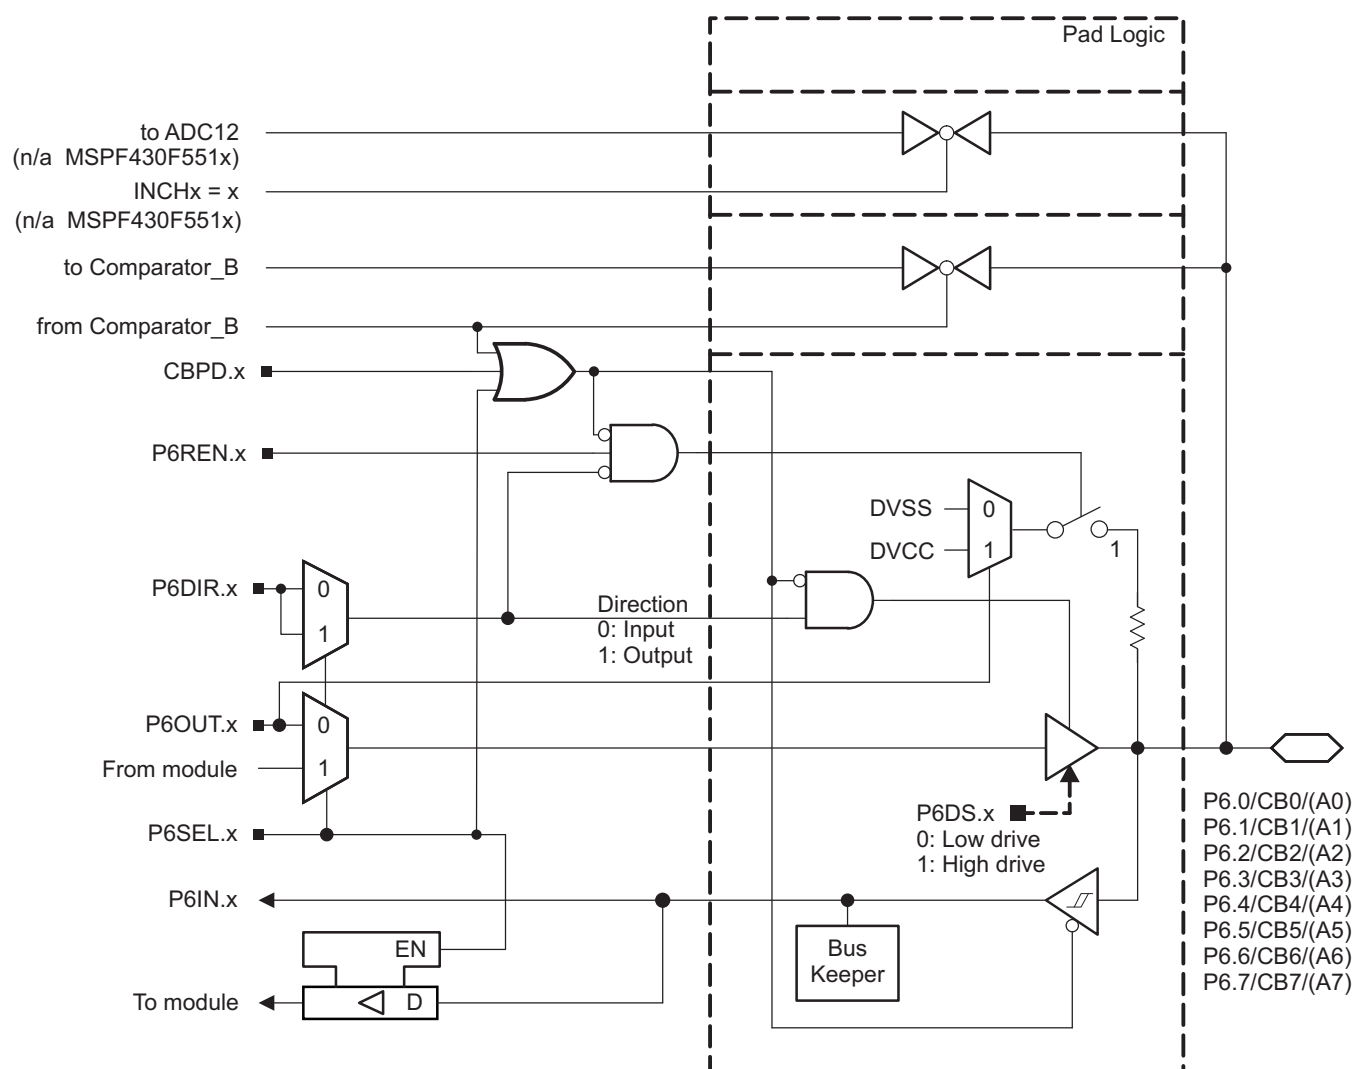 Pad Logic
to ADC12
(n/a MSPF430F551x)
INCHx = x
(n/a MSPF430F551x)
to Comparator_B
from Comparator_B
CBPD.x
P6REN.x
DVSS
0
DVCC
1
1
P6DIR.x
0
1
Direction
0: Input
1: Output
P6OUT.x
0
From module
1
P6SEL.x
P6DS.x
0: Low drive
1: High drive
P6.0/CB0/(A0)
P6.1/CB1/(A1)
P6.2/CB2/(A2)
P6.3/CB3/(A3)
P6.4/CB4/(A4)
P6.5/CB5/(A5)
P6.6/CB6/(A6)
P6.7/CB7/(A7)
P6IN.x
Bus
Keeper
EN
To module
D